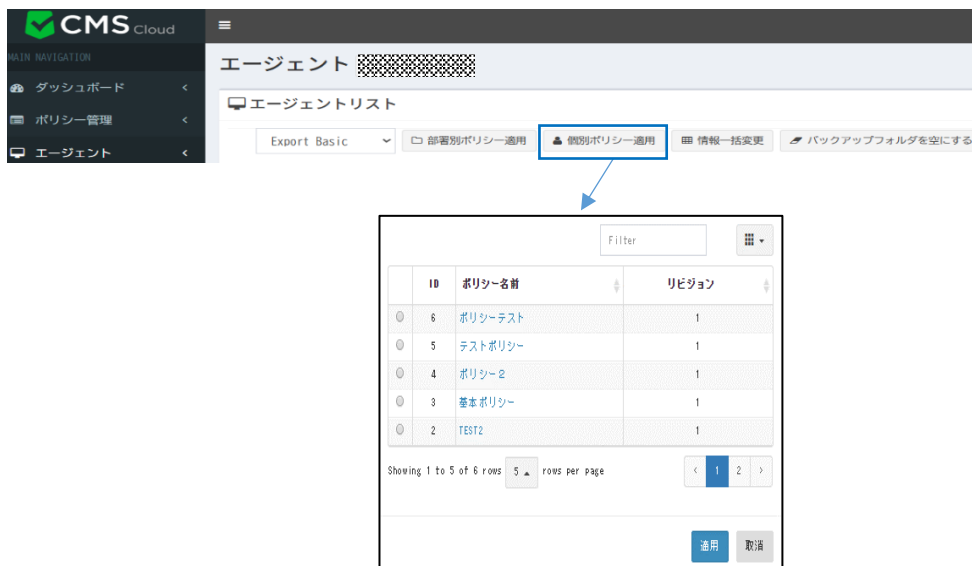 CMS Cloud
MAIN NAVIGATION
ダッシュボード <
ポリシー管理 <
エージェント <
エージェント
エージェントリスト
Export Basic 部署別ポリシー適用 個別ポリシー適用 情報一括変更 バックアップフォルダを空にする
Filter
ID ポリシー名前 リビジョン
6 ポリシーテスト 1
5 テストポリシー 1
4 ポリシー２ 1
3 基本ポリシー 1
2 TEST2 1
Showing 1 to 5 of 6 rows 5 rows per page < 1 2 >
適用 取消